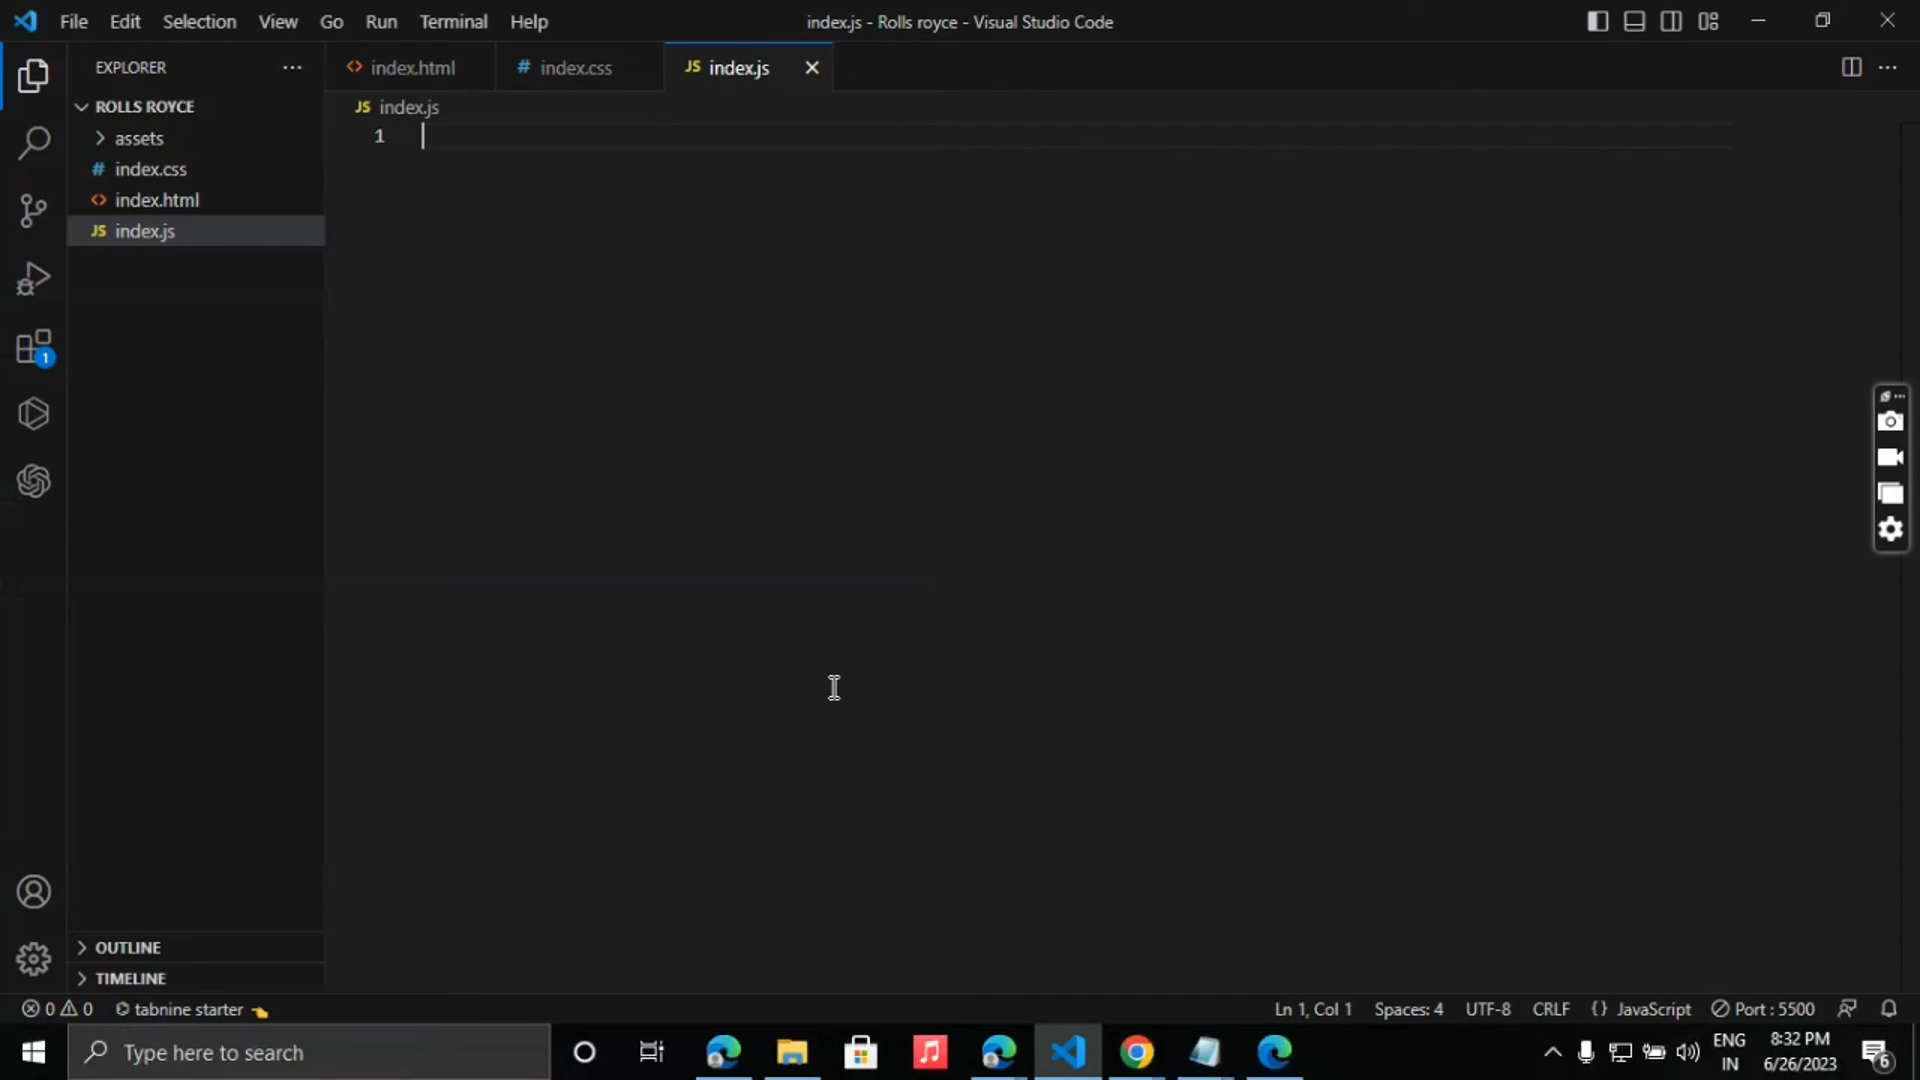 File Edit Selection View Go Run Terminal Help
index.js - Rolls royce - Visual Studio Code
EXPLORER
ROLLS ROYCE
assets
# index.css
<> index.html
JS index.js
OUTLINE
TIMELINE
<> index.html
# index.css
JS index.js
JS index.js
1
1
0 0 tabnine starter
Ln 1, Col 1 Spaces: 4 UTF-8 CRLF {} JavaScript Port : 5500
Type here to search
ENG
IN
8:32 PM
6/26/2023
6